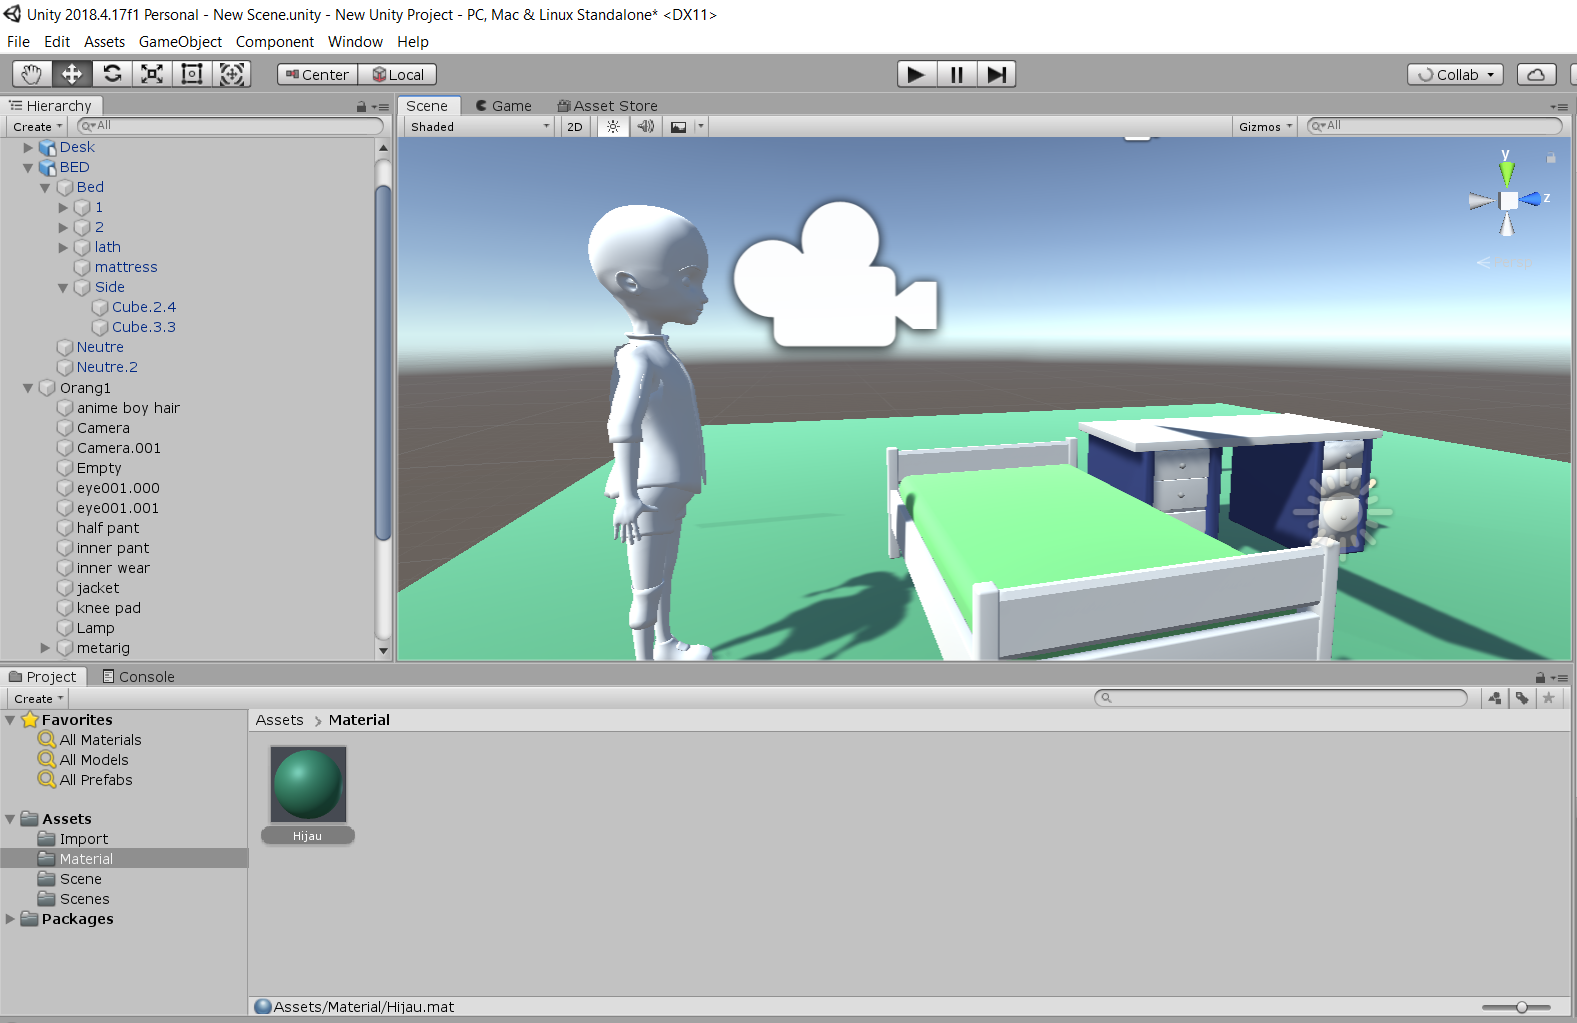 Unity 2018.4.17f1 Personal - New Scene.unity - New Unity Project - PC, Mac & Linux Standalone* <DX11>
File Edit Assets GameObject Component Window Help
Center Local Collab
Hierarchy
Create All
Desk
BED
Bed
1
2
lath
mattress
Side
Cube.2.4
Cube.3.3
Neutre
Neutre.2
Orang1
anime boy hair
Camera
Camera.001
Empty
eye001.000
eye001.001
half pant
inner pant
inner wear
jacket
knee pad
Lamp
metarig
Scene Game Asset Store
Shaded 2D Gizmos All
y
z
Project Console
Create
Favorites
All Materials
All Models
All Prefabs
Assets
Import
Material
Scene
Scenes
Packages
Assets > Material
Hijau
Assets/Material/Hijau.mat